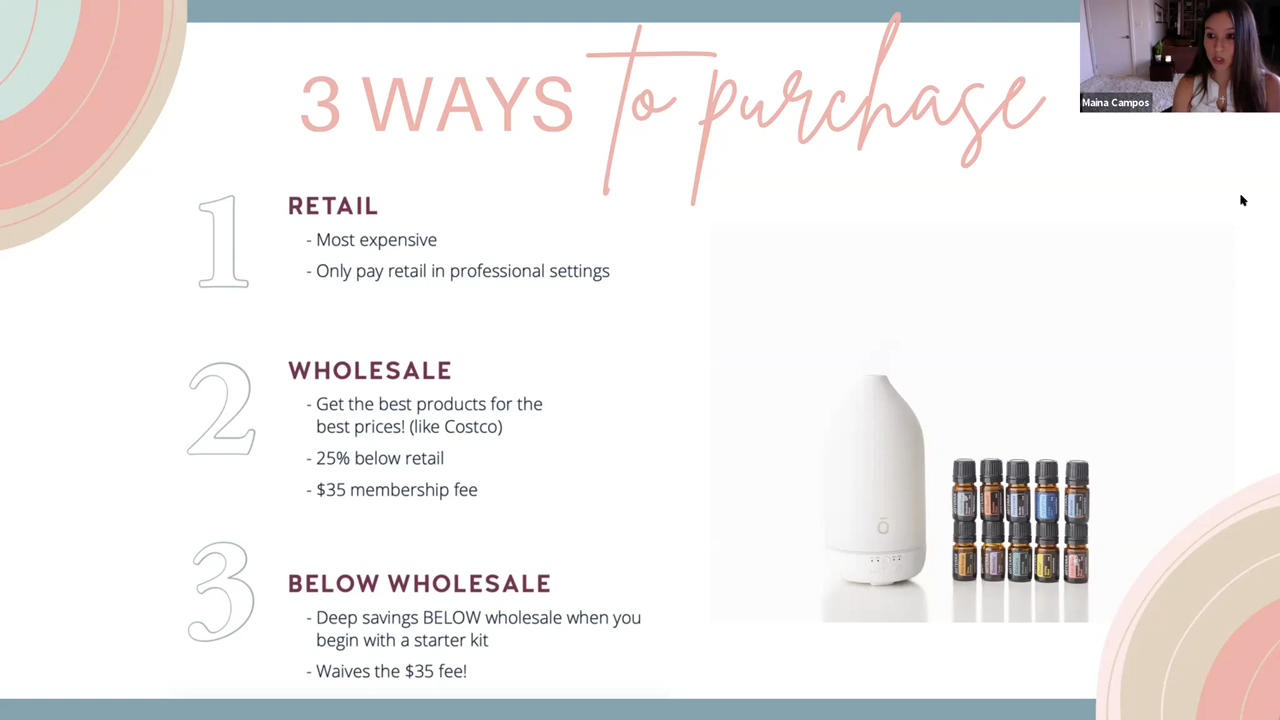 3 WAYS to purchase
Maina Campos
1
RETAIL
- Most expensive
- Only pay retail in professional settings
2
WHOLESALE
- Get the best products for the
best prices! (like Costco)
- 25% below retail
- $35 membership fee
3
BELOW WHOLESALE
- Deep savings BELOW wholesale when you
begin with a starter kit
- Waives the $35 fee!